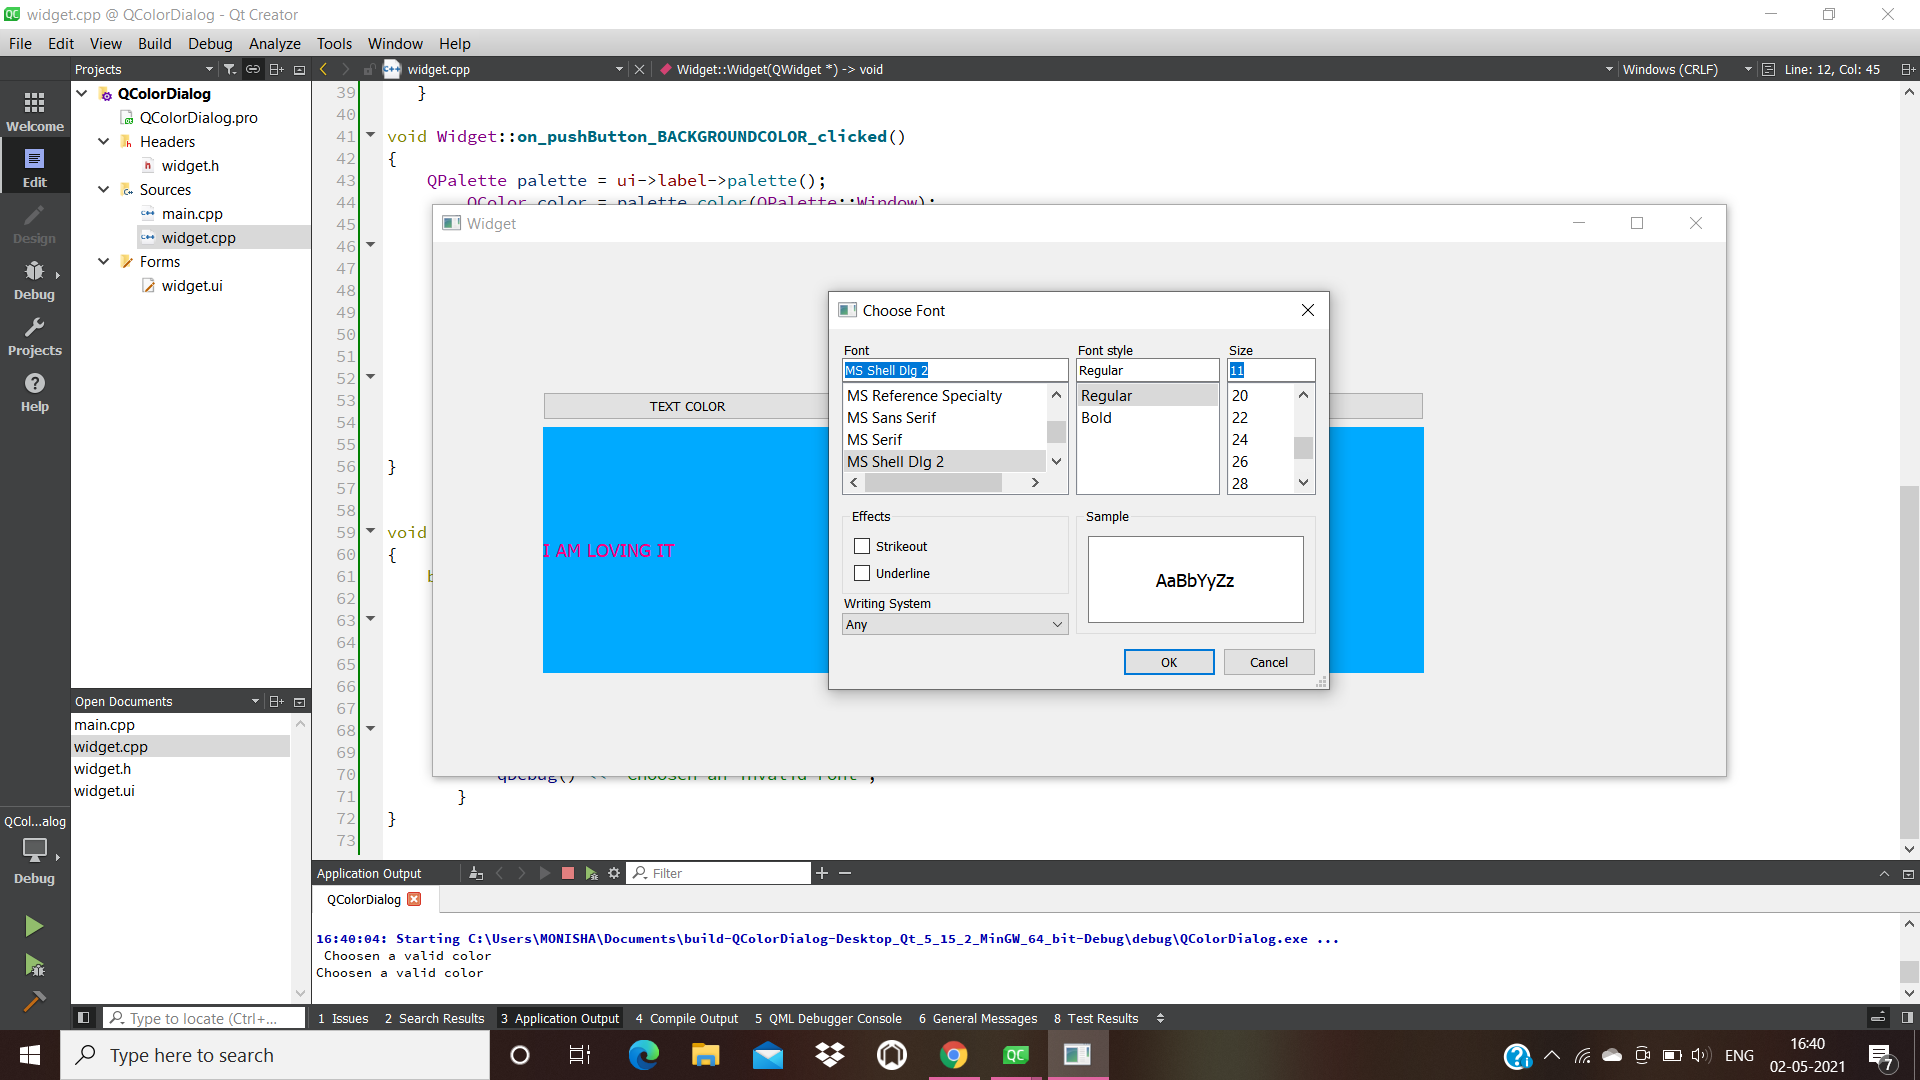 widget.cpp @ QColorDialog - Qt Creator
File Edit View Build Debug Analyze Tools Window Help
Projects
widget.cpp
Widget::Widget(QWidget *) -> void
Windows (CRLF)
Line: 12, Col: 45
Welcome
Edit
Design
Debug
Projects
Help
QColorDialog
QColorDialog.pro
Headers
widget.h
Sources
main.cpp
widget.cpp
Forms
widget.ui
39 }
40
41 void Widget::on_pushButton_BACKGROUNDCOLOR_clicked()
42 {
43 QPalette palette = ui->label->palette();
44 QColor color = palette.color(QPalette::Window);
45
46
47
48
49
50
51
52
53
54
55
56 }
57
58
59 void
60 {
61
62
63
64
65
66
67
68
69
70 qDebug() << "Choosen an invalid Font";
71 }
72 }
73
Widget
TEXT COLOR
I AM LOVING IT
Choose Font
Font
MS Shell Dlg 2
MS Reference Specialty
MS Sans Serif
MS Serif
MS Shell Dlg 2
Font style
Regular
Regular
Bold
Size
11
20
22
24
26
28
Effects
Strikeout
Underline
Writing System
Any
Sample
AaBbYyZz
OK
Cancel
Open Documents
main.cpp
widget.cpp
widget.h
widget.ui
QCol...alog
Debug
Application Output
Filter
QColorDialog
16:40:04: Starting C:\Users\MONISHA\Documents\build-QColorDialog-Desktop_Qt_5_15_2_MinGW_64_bit-Debug\debug\QColorDialog.exe ...
Choosen a valid color
Choosen a valid color
Type to locate (Ctrl+...
1 Issues 2 Search Results 3 Application Output 4 Compile Output 5 QML Debugger Console 6 General Messages 8 Test Results
Type here to search
QC
ENG
16:40
02-05-2021
7